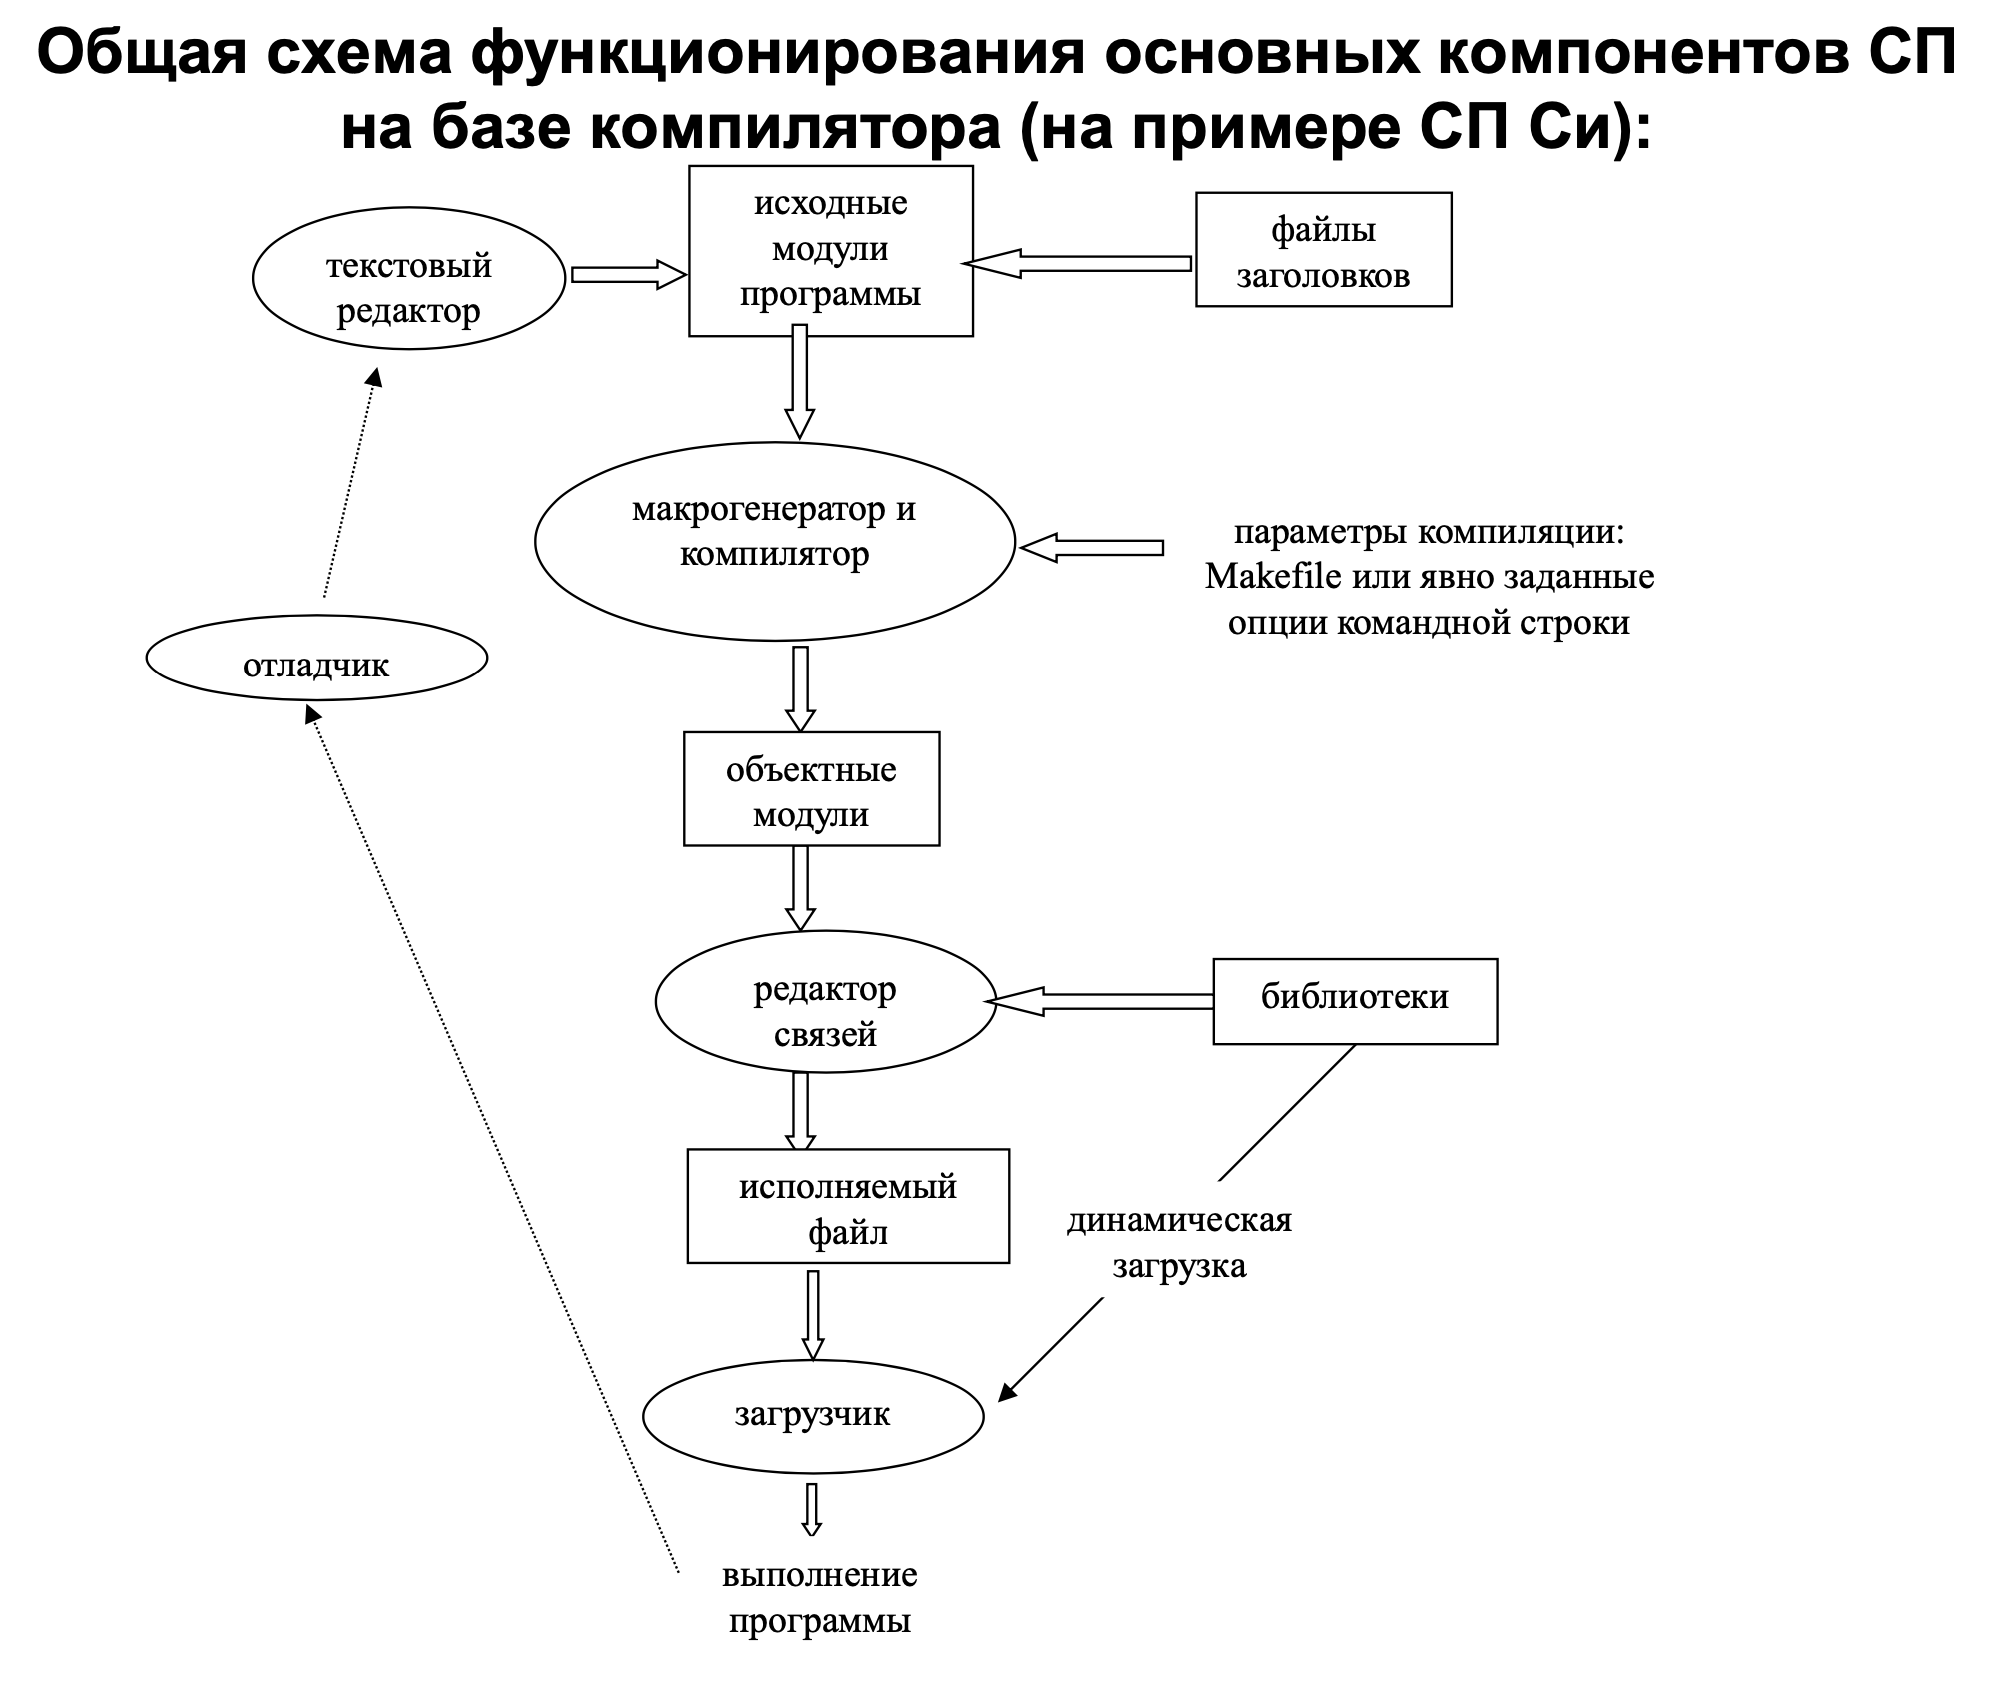 Общая схема функционирования основных компонентов СП
на базе компилятора (на примере СП Си):
исходные
модули
программы
текстовый
редактор
файлы
заголовков
макрогенератор и
компилятор
параметры компиляции:
Makefile или явно заданные
опции командной строки
отладчик
объектные
модули
редактор
связей
библиотеки
исполняемый
файл
динамическая
загрузка
загрузчик
выполнение
программы